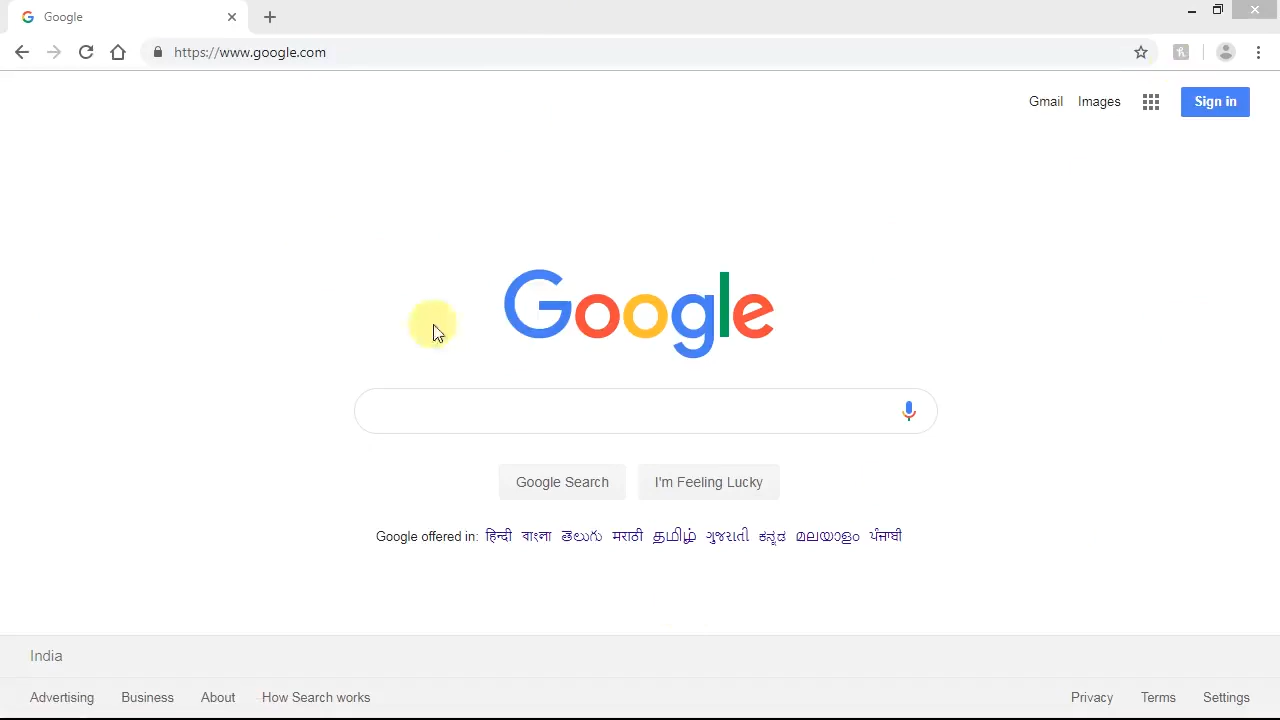 Google
https://www.google.com
Gmail Images Sign in
Google
Google Search I'm Feeling Lucky
Google offered in: हिन्दी বাংলা తెలుగు मराठी தமிழ் ગુજરાતી ಕನ್ನಡ മലയാളം ਪੰਜਾਬੀ
India
Advertising Business About How Search works Privacy Terms Settings